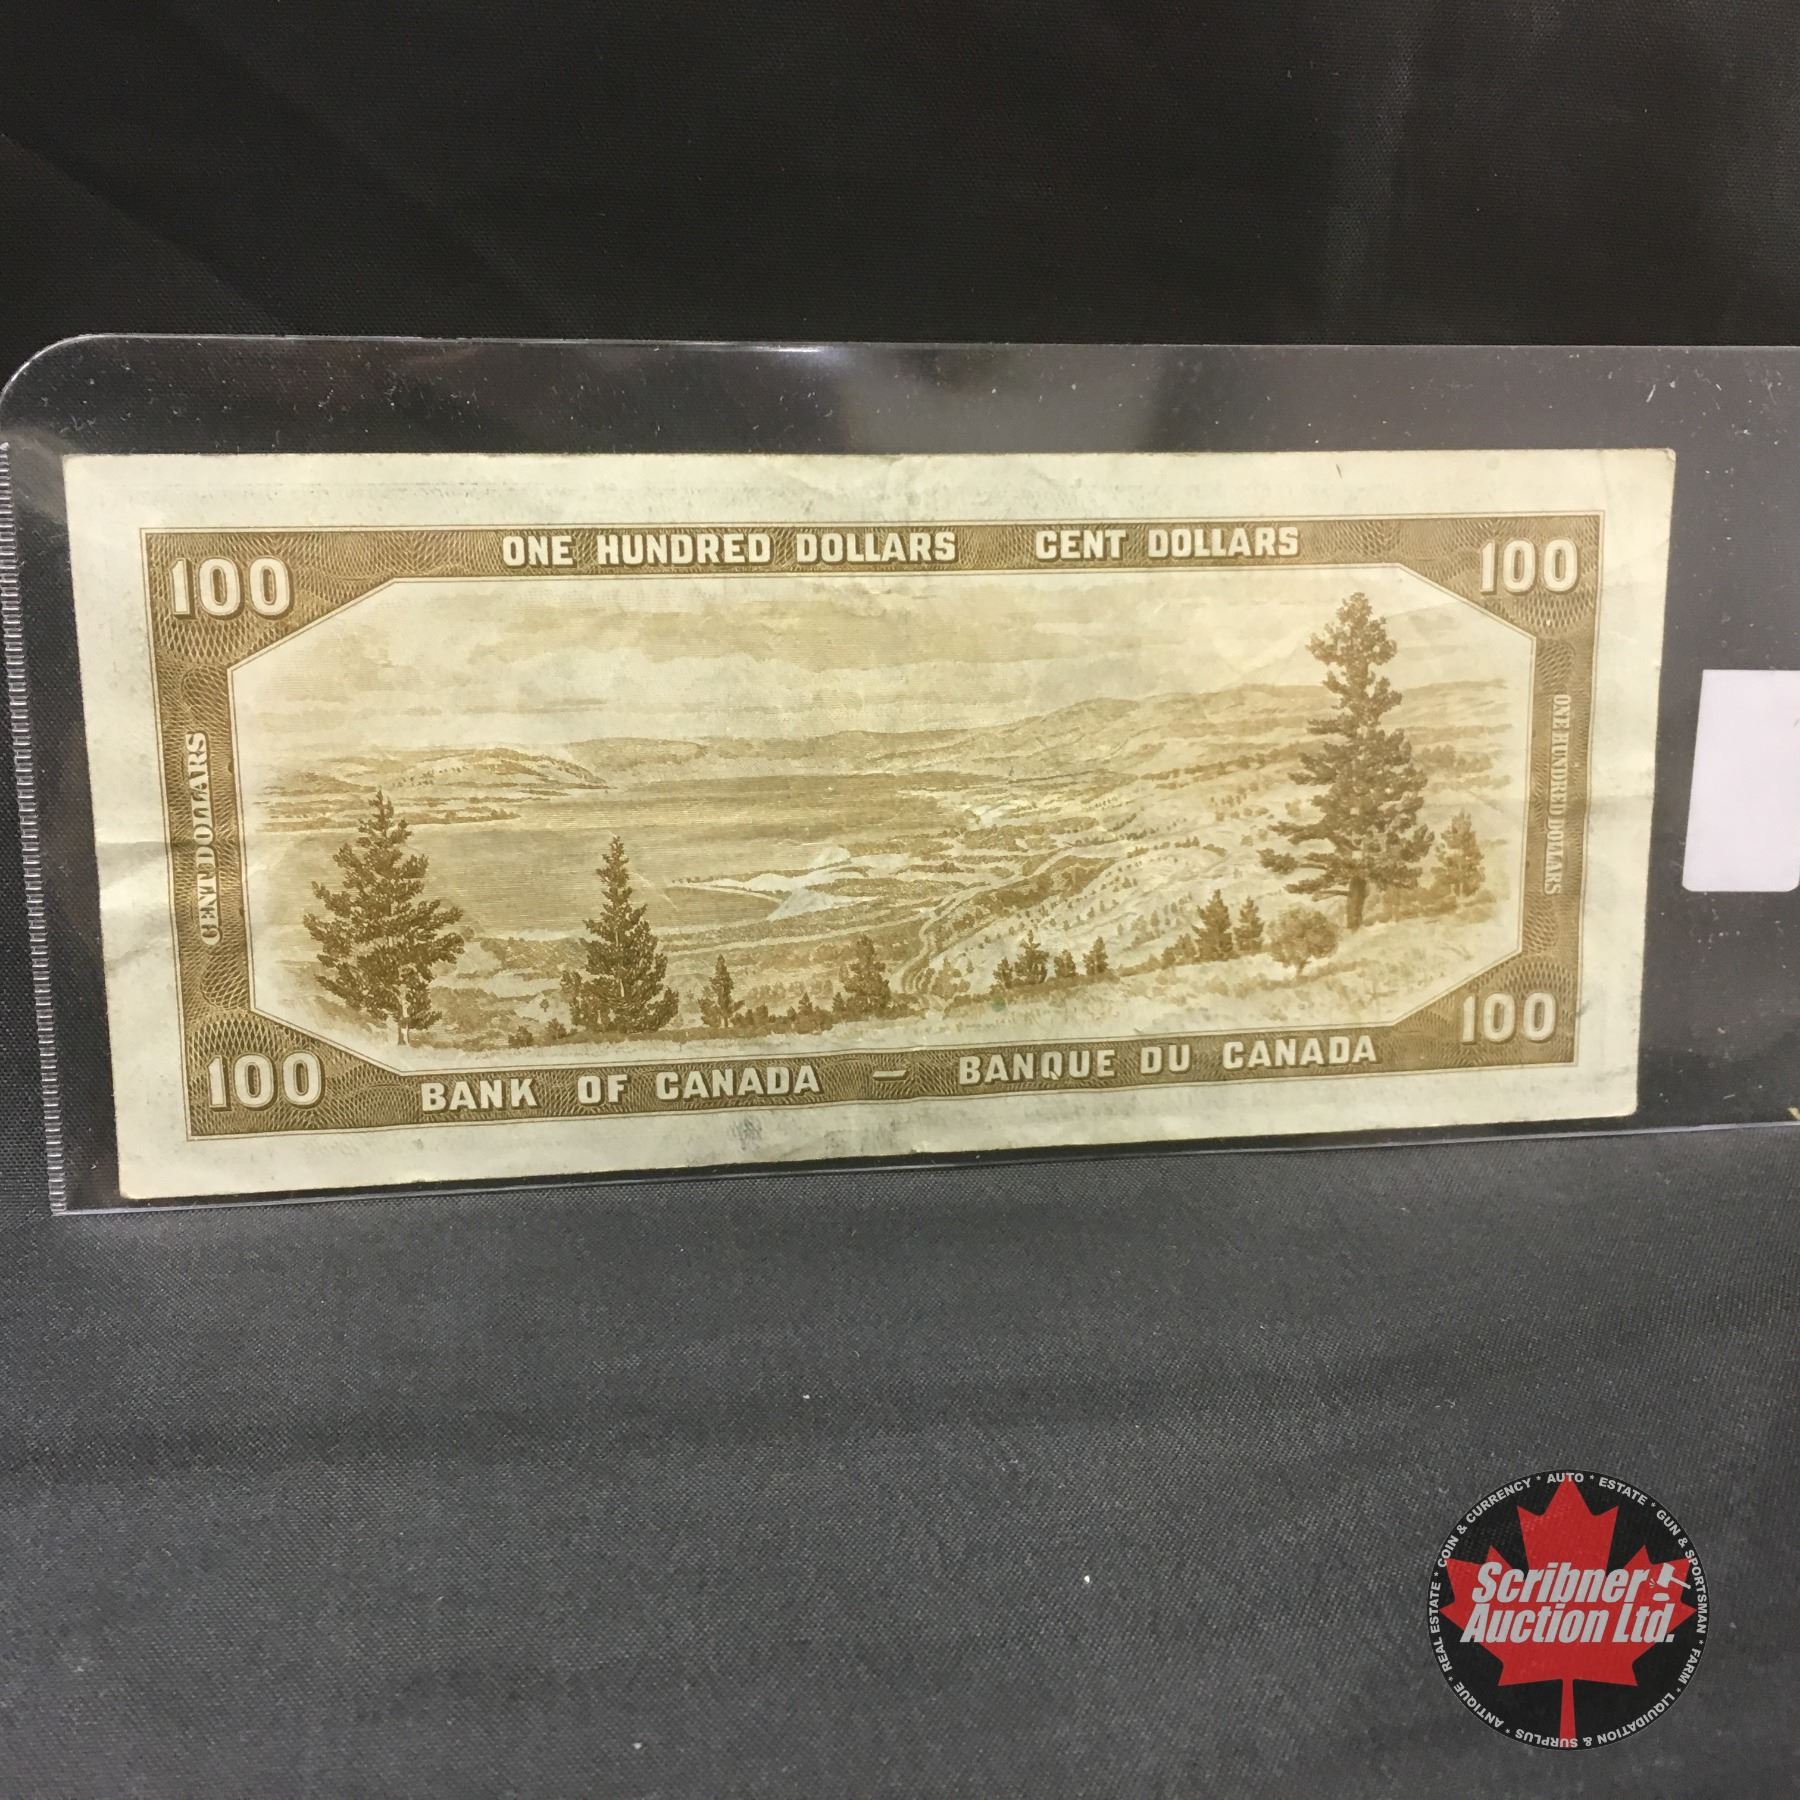 ONE HUNDRED DOLLARS CENT DOLLARS
100
100
CENT DOLLARS
ONE HUNDRED DOLLARS
100
100
BANK OF CANADA — BANQUE DU CANADA
COIN & CURRENCY * AUTO * ESTATE * GUN & SPORTSMAN * FARM * LIQUIDATION & SURPLUS * ANTIQUE * REAL ESTATE *
Scribner
Auction Ltd.